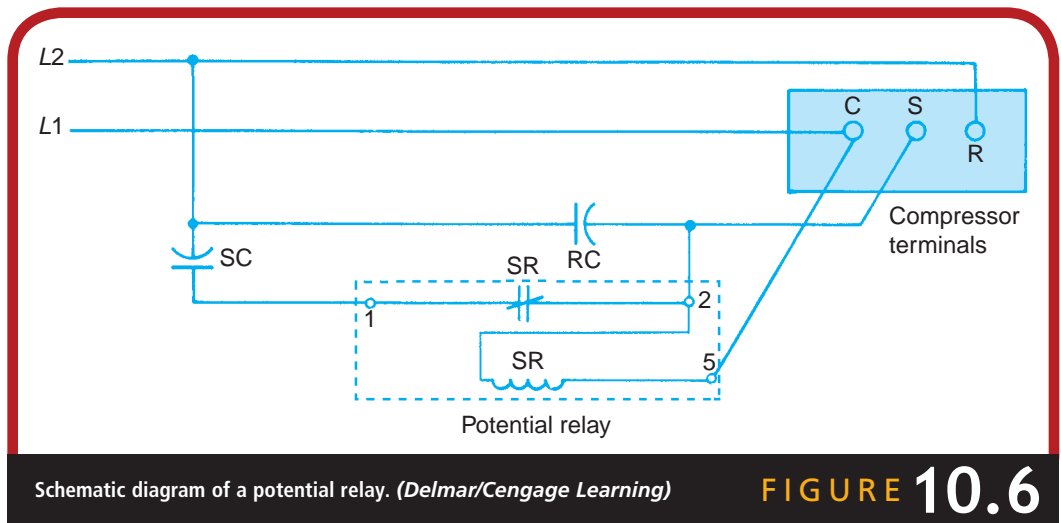 L2
L1
C S
R
Compressor
terminals
SC
RC
SR
1
2
SR
5
Potential relay
Schematic diagram of a potential relay. (Delmar/Cengage Learning)
FIGURE 10.6